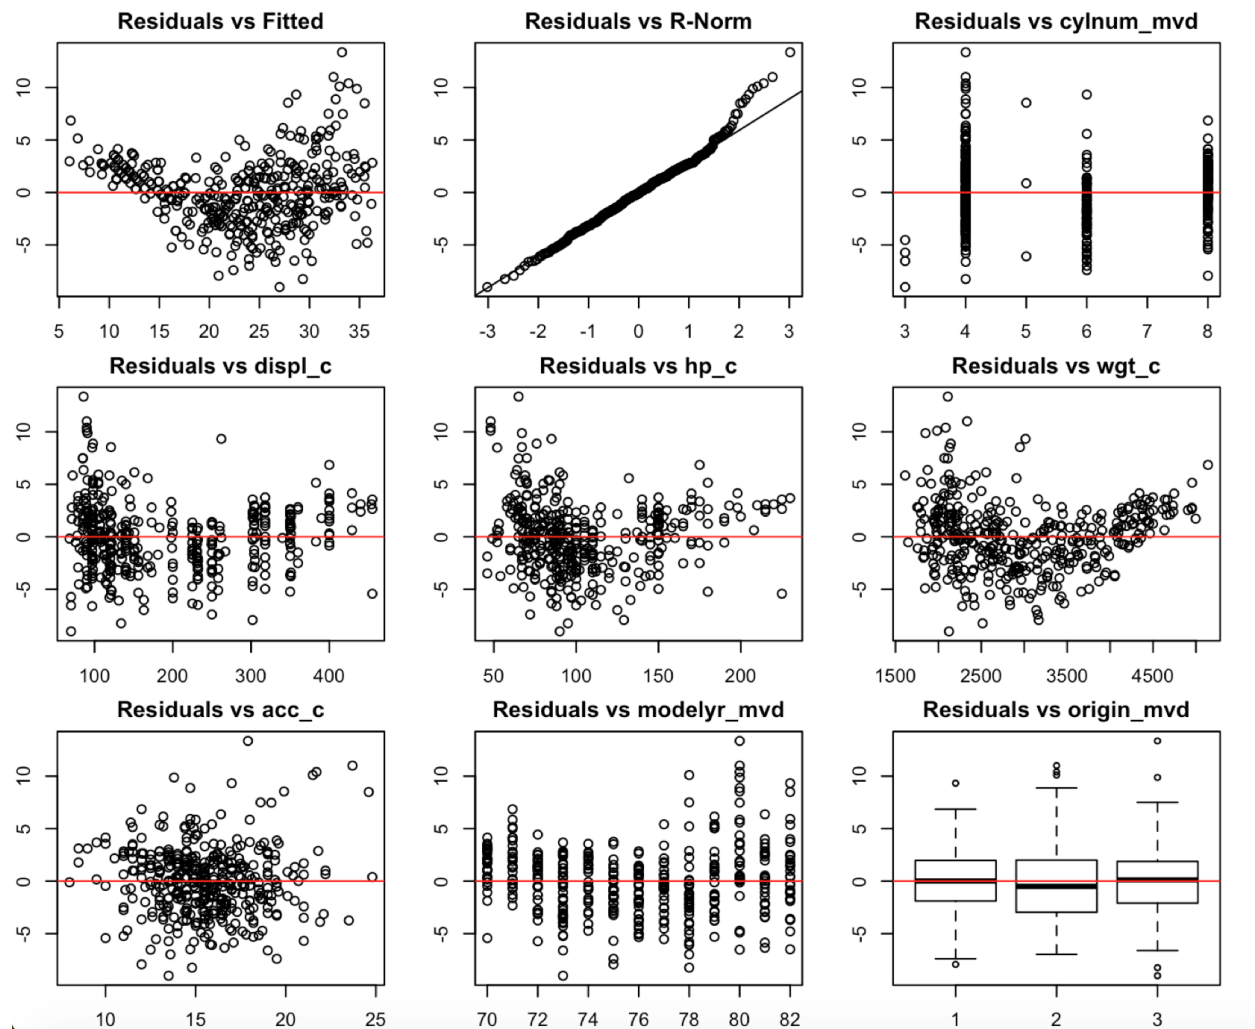 Residuals vs Fitted
10
5
0
-5
5 10 15 20 25 30 35
Residuals vs R-Norm
10
5
0
-5
-3 -2 -1 0 1 2 3
Residuals vs cylnum_mvd
10
5
0
-5
3 4 5 6 7 8
Residuals vs displ_c
10
5
0
-5
100 200 300 400
Residuals vs hp_c
10
5
0
-5
50 100 150 200
Residuals vs wgt_c
10
5
0
-5
1500 2500 3500 4500
Residuals vs acc_c
10
5
0
-5
10 15 20 25
Residuals vs modelyr_mvd
10
5
0
-5
70 72 74 76 78 80 82
Residuals vs origin_mvd
10
5
0
-5
1 2 3